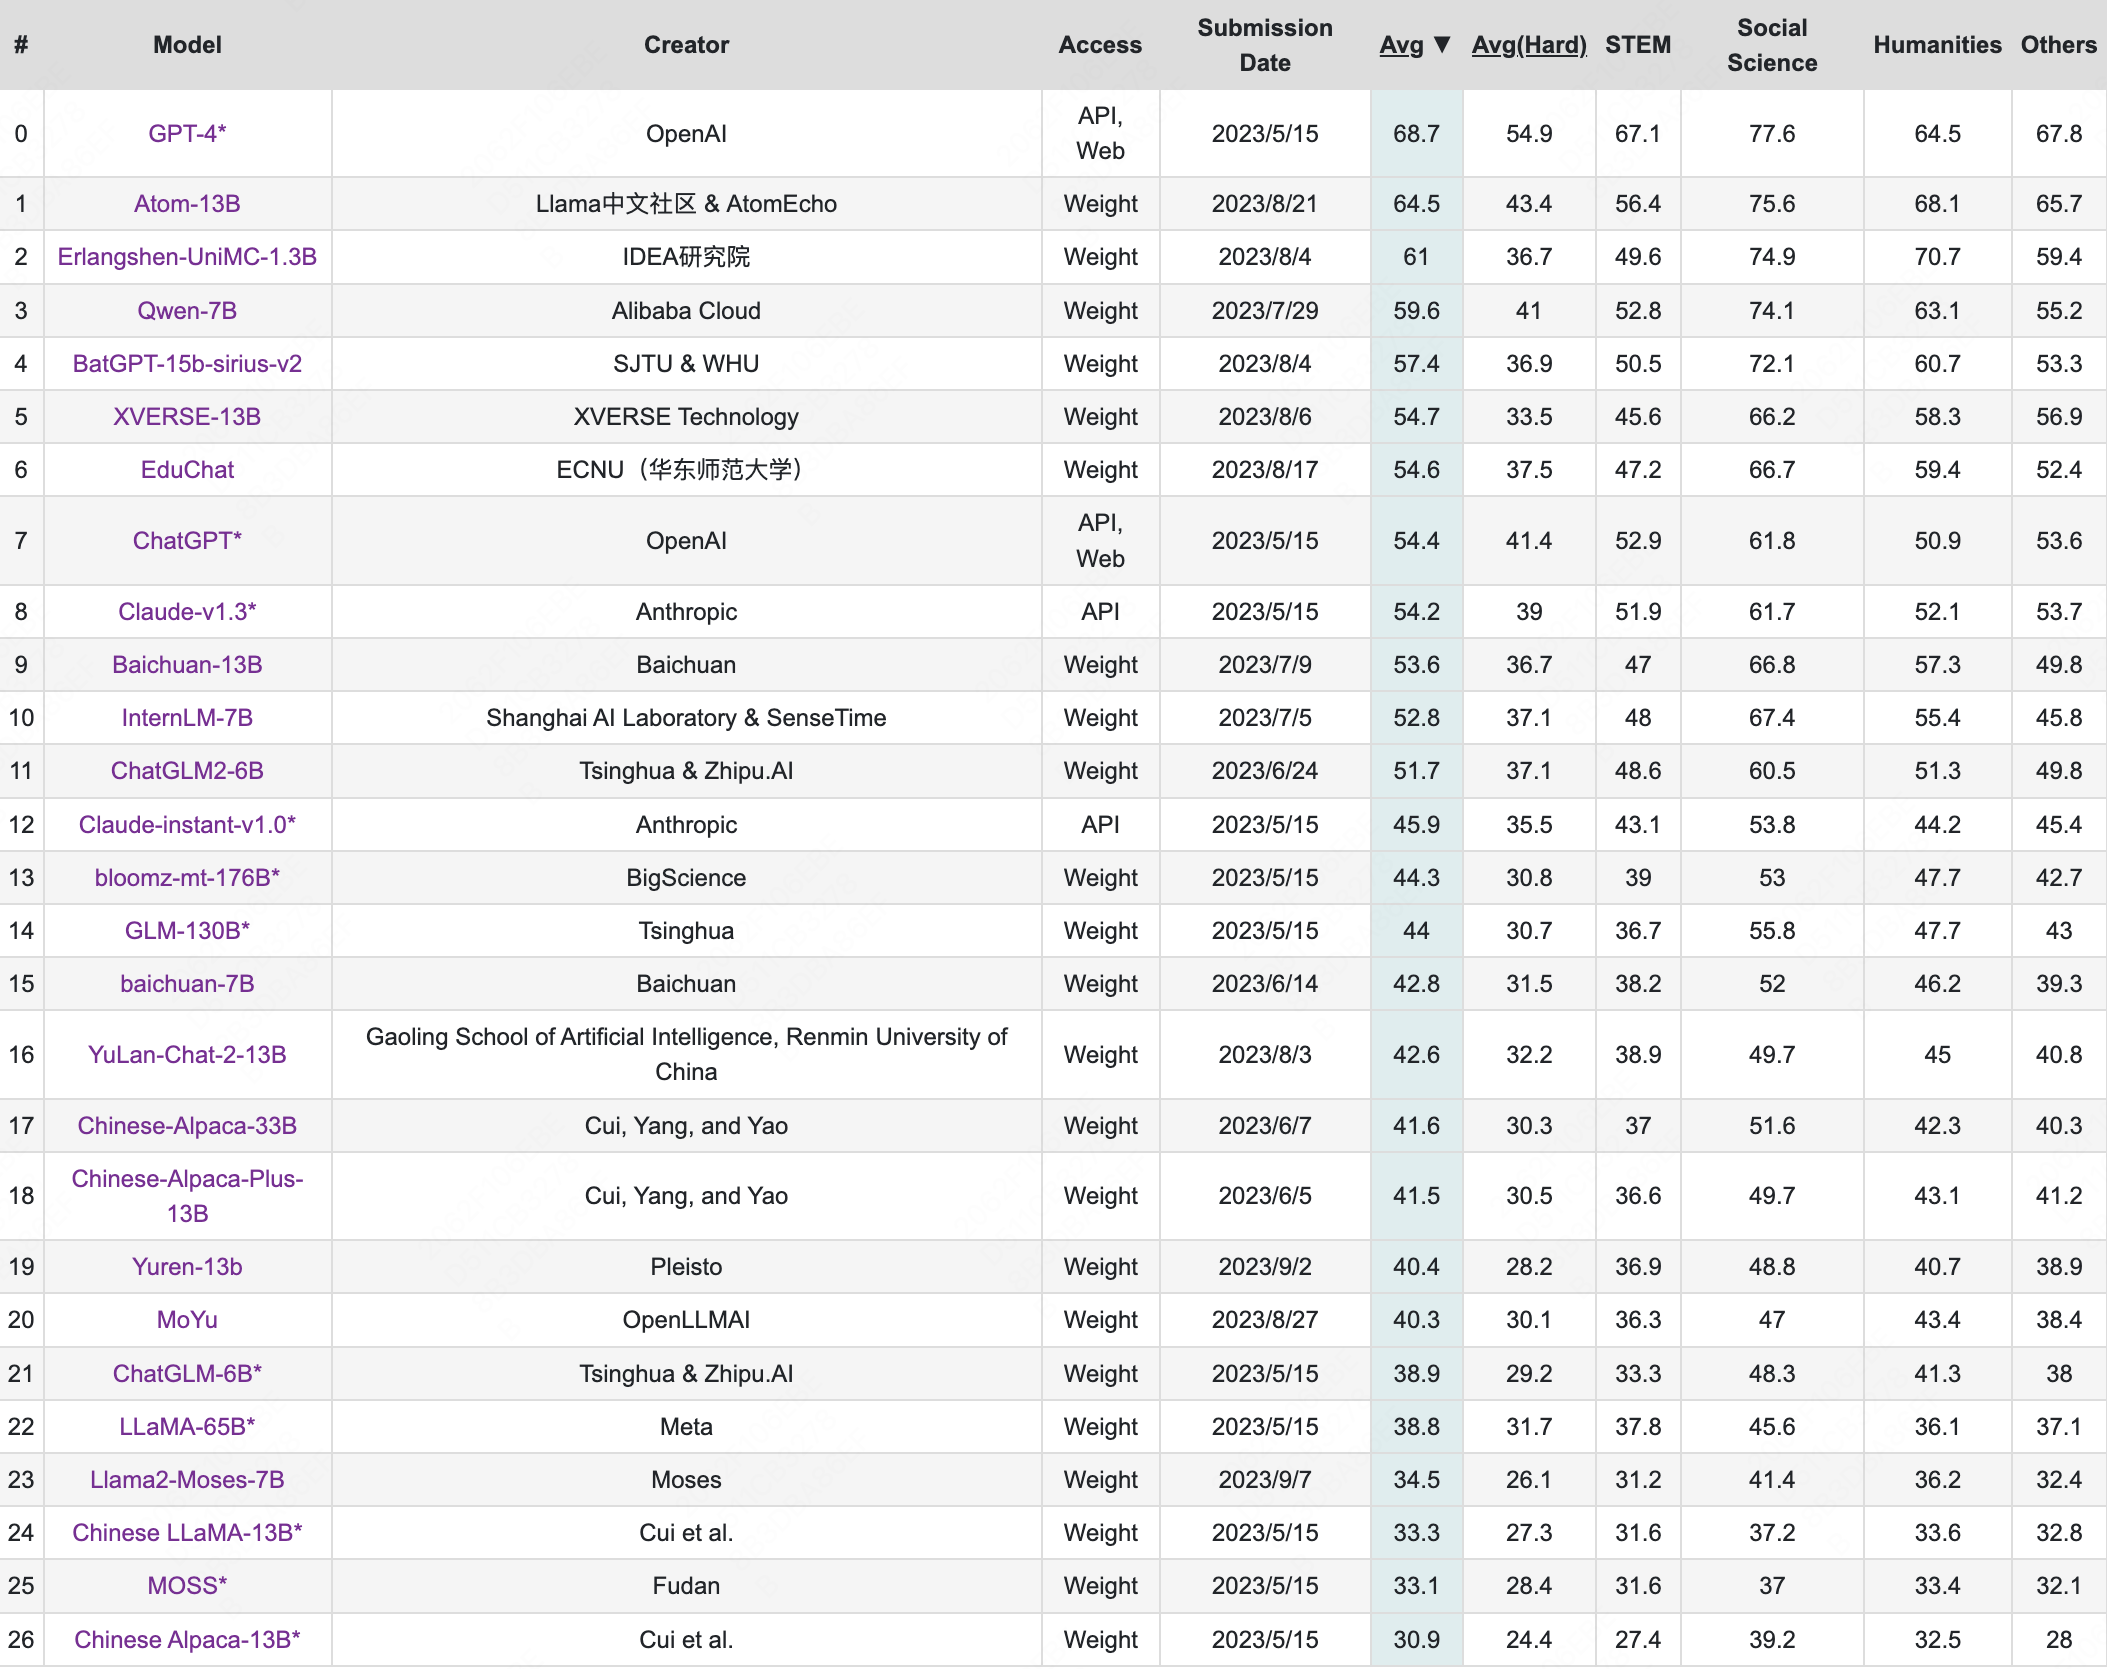 # Model Creator Access Submission Date Avg ▼ Avg(Hard) STEM Social Science Humanities Others
0 GPT-4* OpenAI API, Web 2023/5/15 68.7 54.9 67.1 77.6 64.5 67.8
1 Atom-13B Llama中文社区 & AtomEcho Weight 2023/8/21 64.5 43.4 56.4 75.6 68.1 65.7
2 Erlangshen-UniMC-1.3B IDEA研究院 Weight 2023/8/4 61 36.7 49.6 74.9 70.7 59.4
3 Qwen-7B Alibaba Cloud Weight 2023/7/29 59.6 41 52.8 74.1 63.1 55.2
4 BatGPT-15b-sirius-v2 SJTU & WHU Weight 2023/8/4 57.4 36.9 50.5 72.1 60.7 53.3
5 XVERSE-13B XVERSE Technology Weight 2023/8/6 54.7 33.5 45.6 66.2 58.3 56.9
6 EduChat ECNU（华东师范大学） Weight 2023/8/17 54.6 37.5 47.2 66.7 59.4 52.4
7 ChatGPT* OpenAI API, Web 2023/5/15 54.4 41.4 52.9 61.8 50.9 53.6
8 Claude-v1.3* Anthropic API 2023/5/15 54.2 39 51.9 61.7 52.1 53.7
9 Baichuan-13B Baichuan Weight 2023/7/9 53.6 36.7 47 66.8 57.3 49.8
10 InternLM-7B Shanghai AI Laboratory & SenseTime Weight 2023/7/5 52.8 37.1 48 67.4 55.4 45.8
11 ChatGLM2-6B Tsinghua & Zhipu.AI Weight 2023/6/24 51.7 37.1 48.6 60.5 51.3 49.8
12 Claude-instant-v1.0* Anthropic API 2023/5/15 45.9 35.5 43.1 53.8 44.2 45.4
13 bloomz-mt-176B* BigScience Weight 2023/5/15 44.3 30.8 39 53 47.7 42.7
14 GLM-130B* Tsinghua Weight 2023/5/15 44 30.7 36.7 55.8 47.7 43
15 baichuan-7B Baichuan Weight 2023/6/14 42.8 31.5 38.2 52 46.2 39.3
16 YuLan-Chat-2-13B Gaoling School of Artificial Intelligence, Renmin University of China Weight 2023/8/3 42.6 32.2 38.9 49.7 45 40.8
17 Chinese-Alpaca-33B Cui, Yang, and Yao Weight 2023/6/7 41.6 30.3 37 51.6 42.3 40.3
18 Chinese-Alpaca-Plus-13B Cui, Yang, and Yao Weight 2023/6/5 41.5 30.5 36.6 49.7 43.1 41.2
19 Yuren-13b Pleisto Weight 2023/9/2 40.4 28.2 36.9 48.8 40.7 38.9
20 MoYu OpenLLMAI Weight 2023/8/27 40.3 30.1 36.3 47 43.4 38.4
21 ChatGLM-6B* Tsinghua & Zhipu.AI Weight 2023/5/15 38.9 29.2 33.3 48.3 41.3 38
22 LLaMA-65B* Meta Weight 2023/5/15 38.8 31.7 37.8 45.6 36.1 37.1
23 Llama2-Moses-7B Moses Weight 2023/9/7 34.5 26.1 31.2 41.4 36.2 32.4
24 Chinese LLaMA-13B* Cui et al. Weight 2023/5/15 33.3 27.3 31.6 37.2 33.6 32.8
25 MOSS* Fudan Weight 2023/5/15 33.1 28.4 31.6 37 33.4 32.1
26 Chinese Alpaca-13B* Cui et al. Weight 2023/5/15 30.9 24.4 27.4 39.2 32.5 28